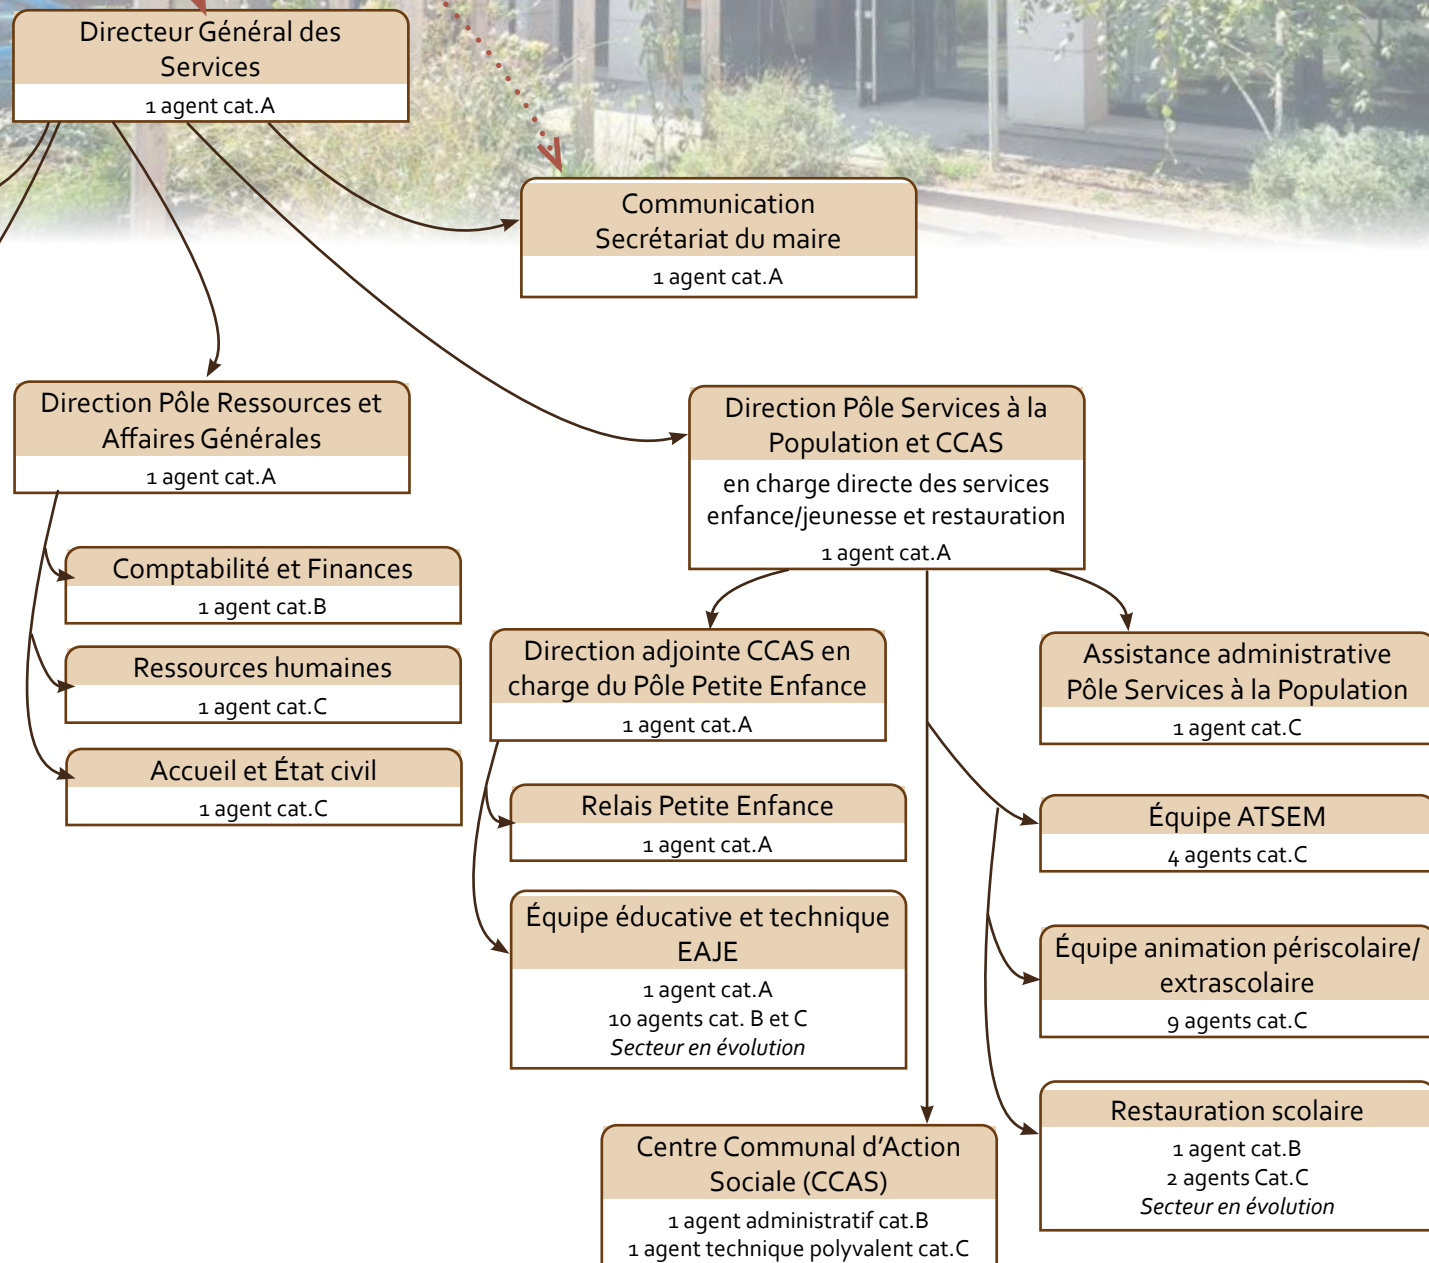 Directeur Général des
Services
1 agent cat.A
Communication
Secrétariat du maire
1 agent cat.A
Direction Pôle Ressources et
Affaires Générales
1 agent cat.A
Comptabilité et Finances
1 agent cat.B
Ressources humaines
1 agent cat.C
Accueil et État civil
1 agent cat.C
Direction Pôle Services à la
Population et CCAS
en charge directe des services
enfance/jeunesse et restauration
1 agent cat.A
Direction adjointe CCAS en
charge du Pôle Petite Enfance
1 agent cat.A
Relais Petite Enfance
1 agent cat.A
Équipe éducative et technique
EAJE
1 agent cat.A
10 agents cat. B et C
Secteur en évolution
Centre Communal d'Action
Sociale (CCAS)
1 agent administratif cat.B
1 agent technique polyvalent cat.C
Assistance administrative
Pôle Services à la Population
1 agent cat.C
Équipe ATSEM
4 agents cat.C
Équipe animation périscolaire/
extrascolaire
9 agents cat.C
Restauration scolaire
1 agent cat.B
2 agents Cat.C
Secteur en évolution